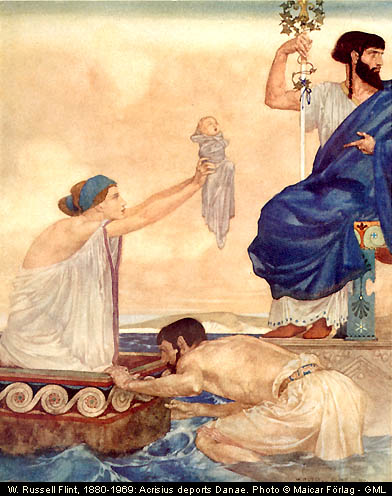 W. Russell Flint, 1880-1969: Acrisius deports Danae. Photo © Maicar Förlag - GML